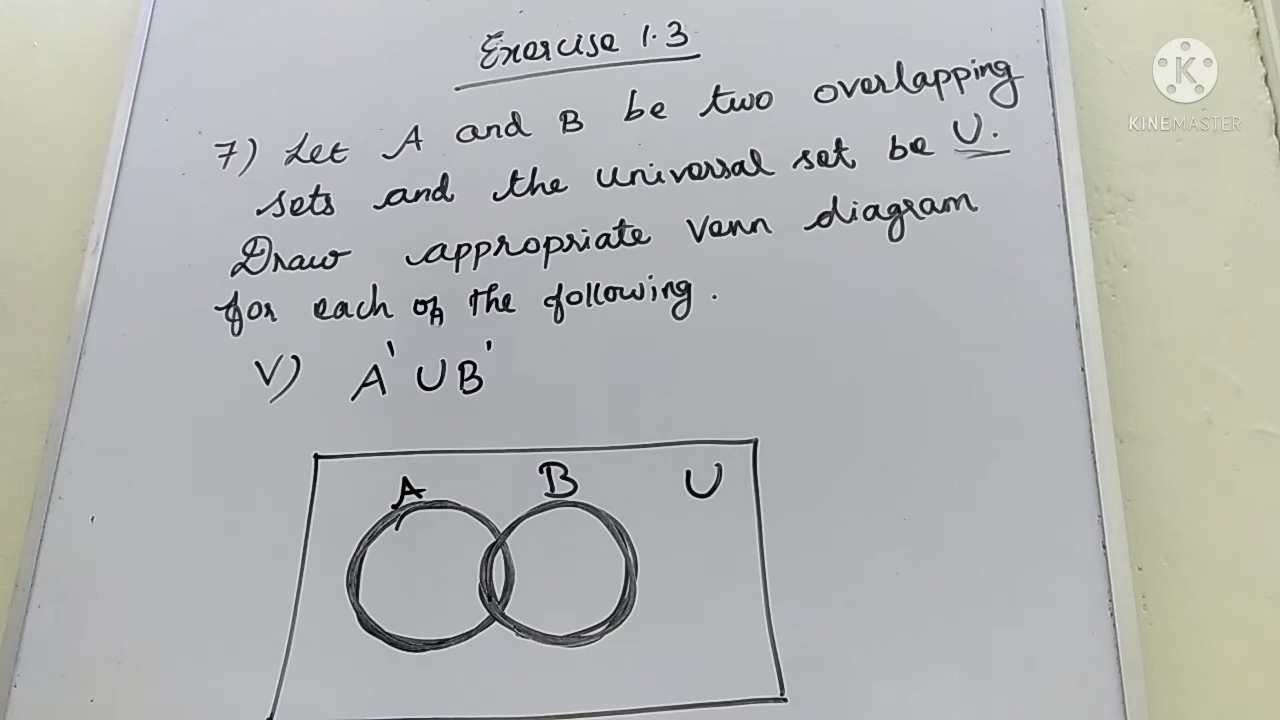 Exercise 1.3
7) Let A and B be two overlapping
sets and the universal set be U.
Draw appropriate Venn diagram
for each of the following.
V) A' U B'
A B U
K
KINEMASTER